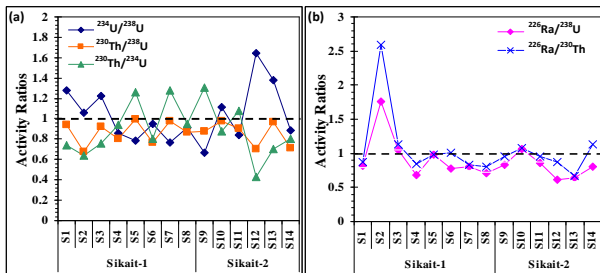 (a)
²³⁴U/²³⁸U
²³⁰Th/²³⁸U
²³⁰Th/²³⁴U
Activity Ratios
2
1.8
1.6
1.4
1.2
1
0.8
0.6
0.4
0.2
0
S1 S2 S3 S4 S5 S6 S7 S8 S9 S10 S11 S12 S13 S14
Sikait-1 Sikait-2
(b)
²²⁶Ra/²³⁸U
²²⁶Ra/²³⁰Th
Activity Ratios
3
2.5
2
1.5
1
0.5
0
S1 S2 S3 S4 S5 S6 S7 S8 S9 S10 S11 S12 S13 S14
Sikait-1 Sikait-2